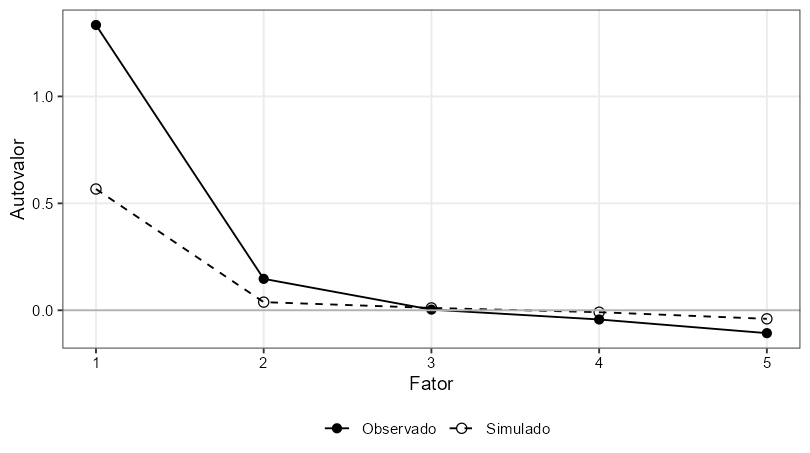 Autovalor
1.0
0.5
0.0
1 2 3 4 5
Fator
Observado Simulado